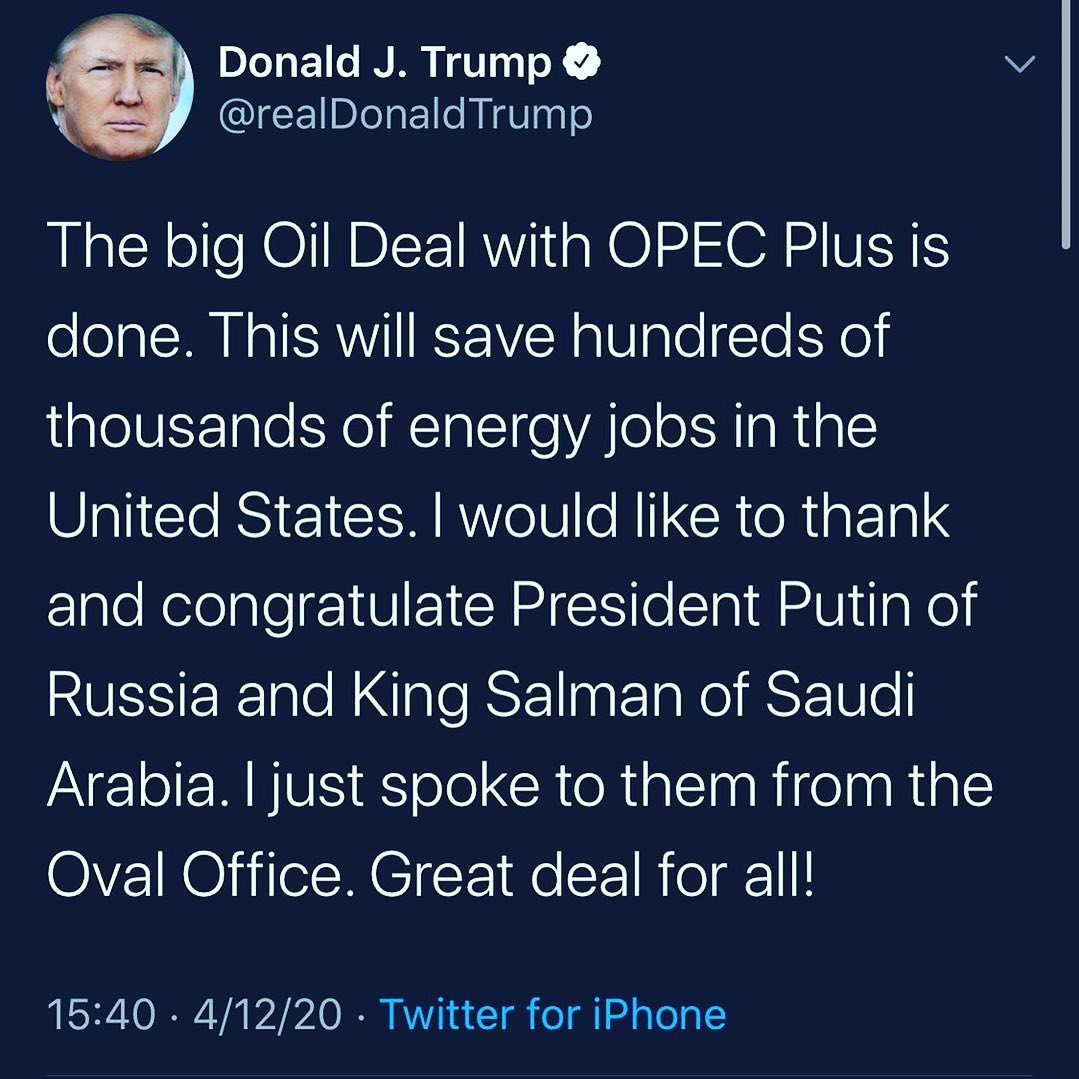 Donald J. Trump
@realDonaldTrump
The big Oil Deal with OPEC Plus is
done. This will save hundreds of
thousands of energy jobs in the
United States. I would like to thank
and congratulate President Putin of
Russia and King Salman of Saudi
Arabia. I just spoke to them from the
Oval Office. Great deal for all!
15:40 · 4/12/20 · Twitter for iPhone